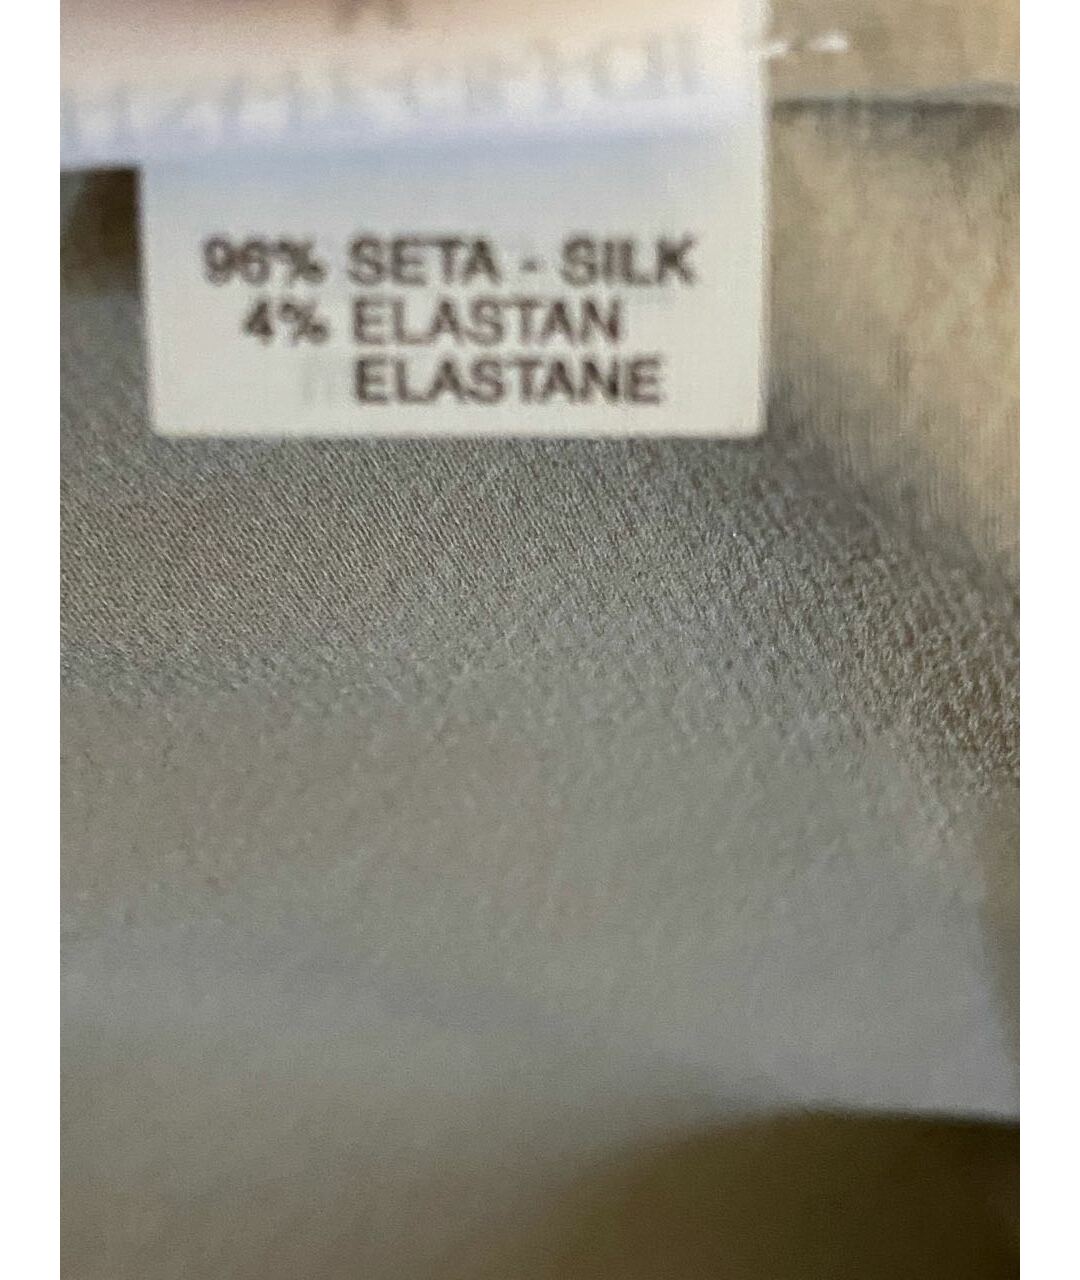 96% SETA - SILK
4% ELASTAN
ELASTANE